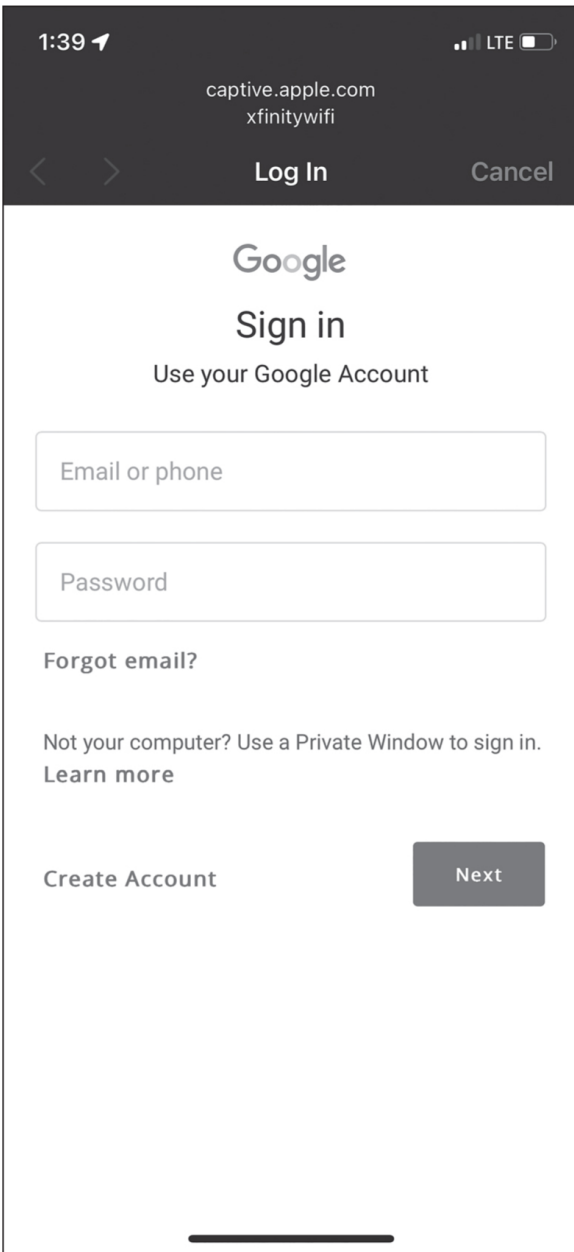 1:39
LTE
captive.apple.com
xfinitywifi
Log In Cancel
Google
Sign in
Use your Google Account
Email or phone
Password
Forgot email?
Not your computer? Use a Private Window to sign in.
Learn more
Create Account Next